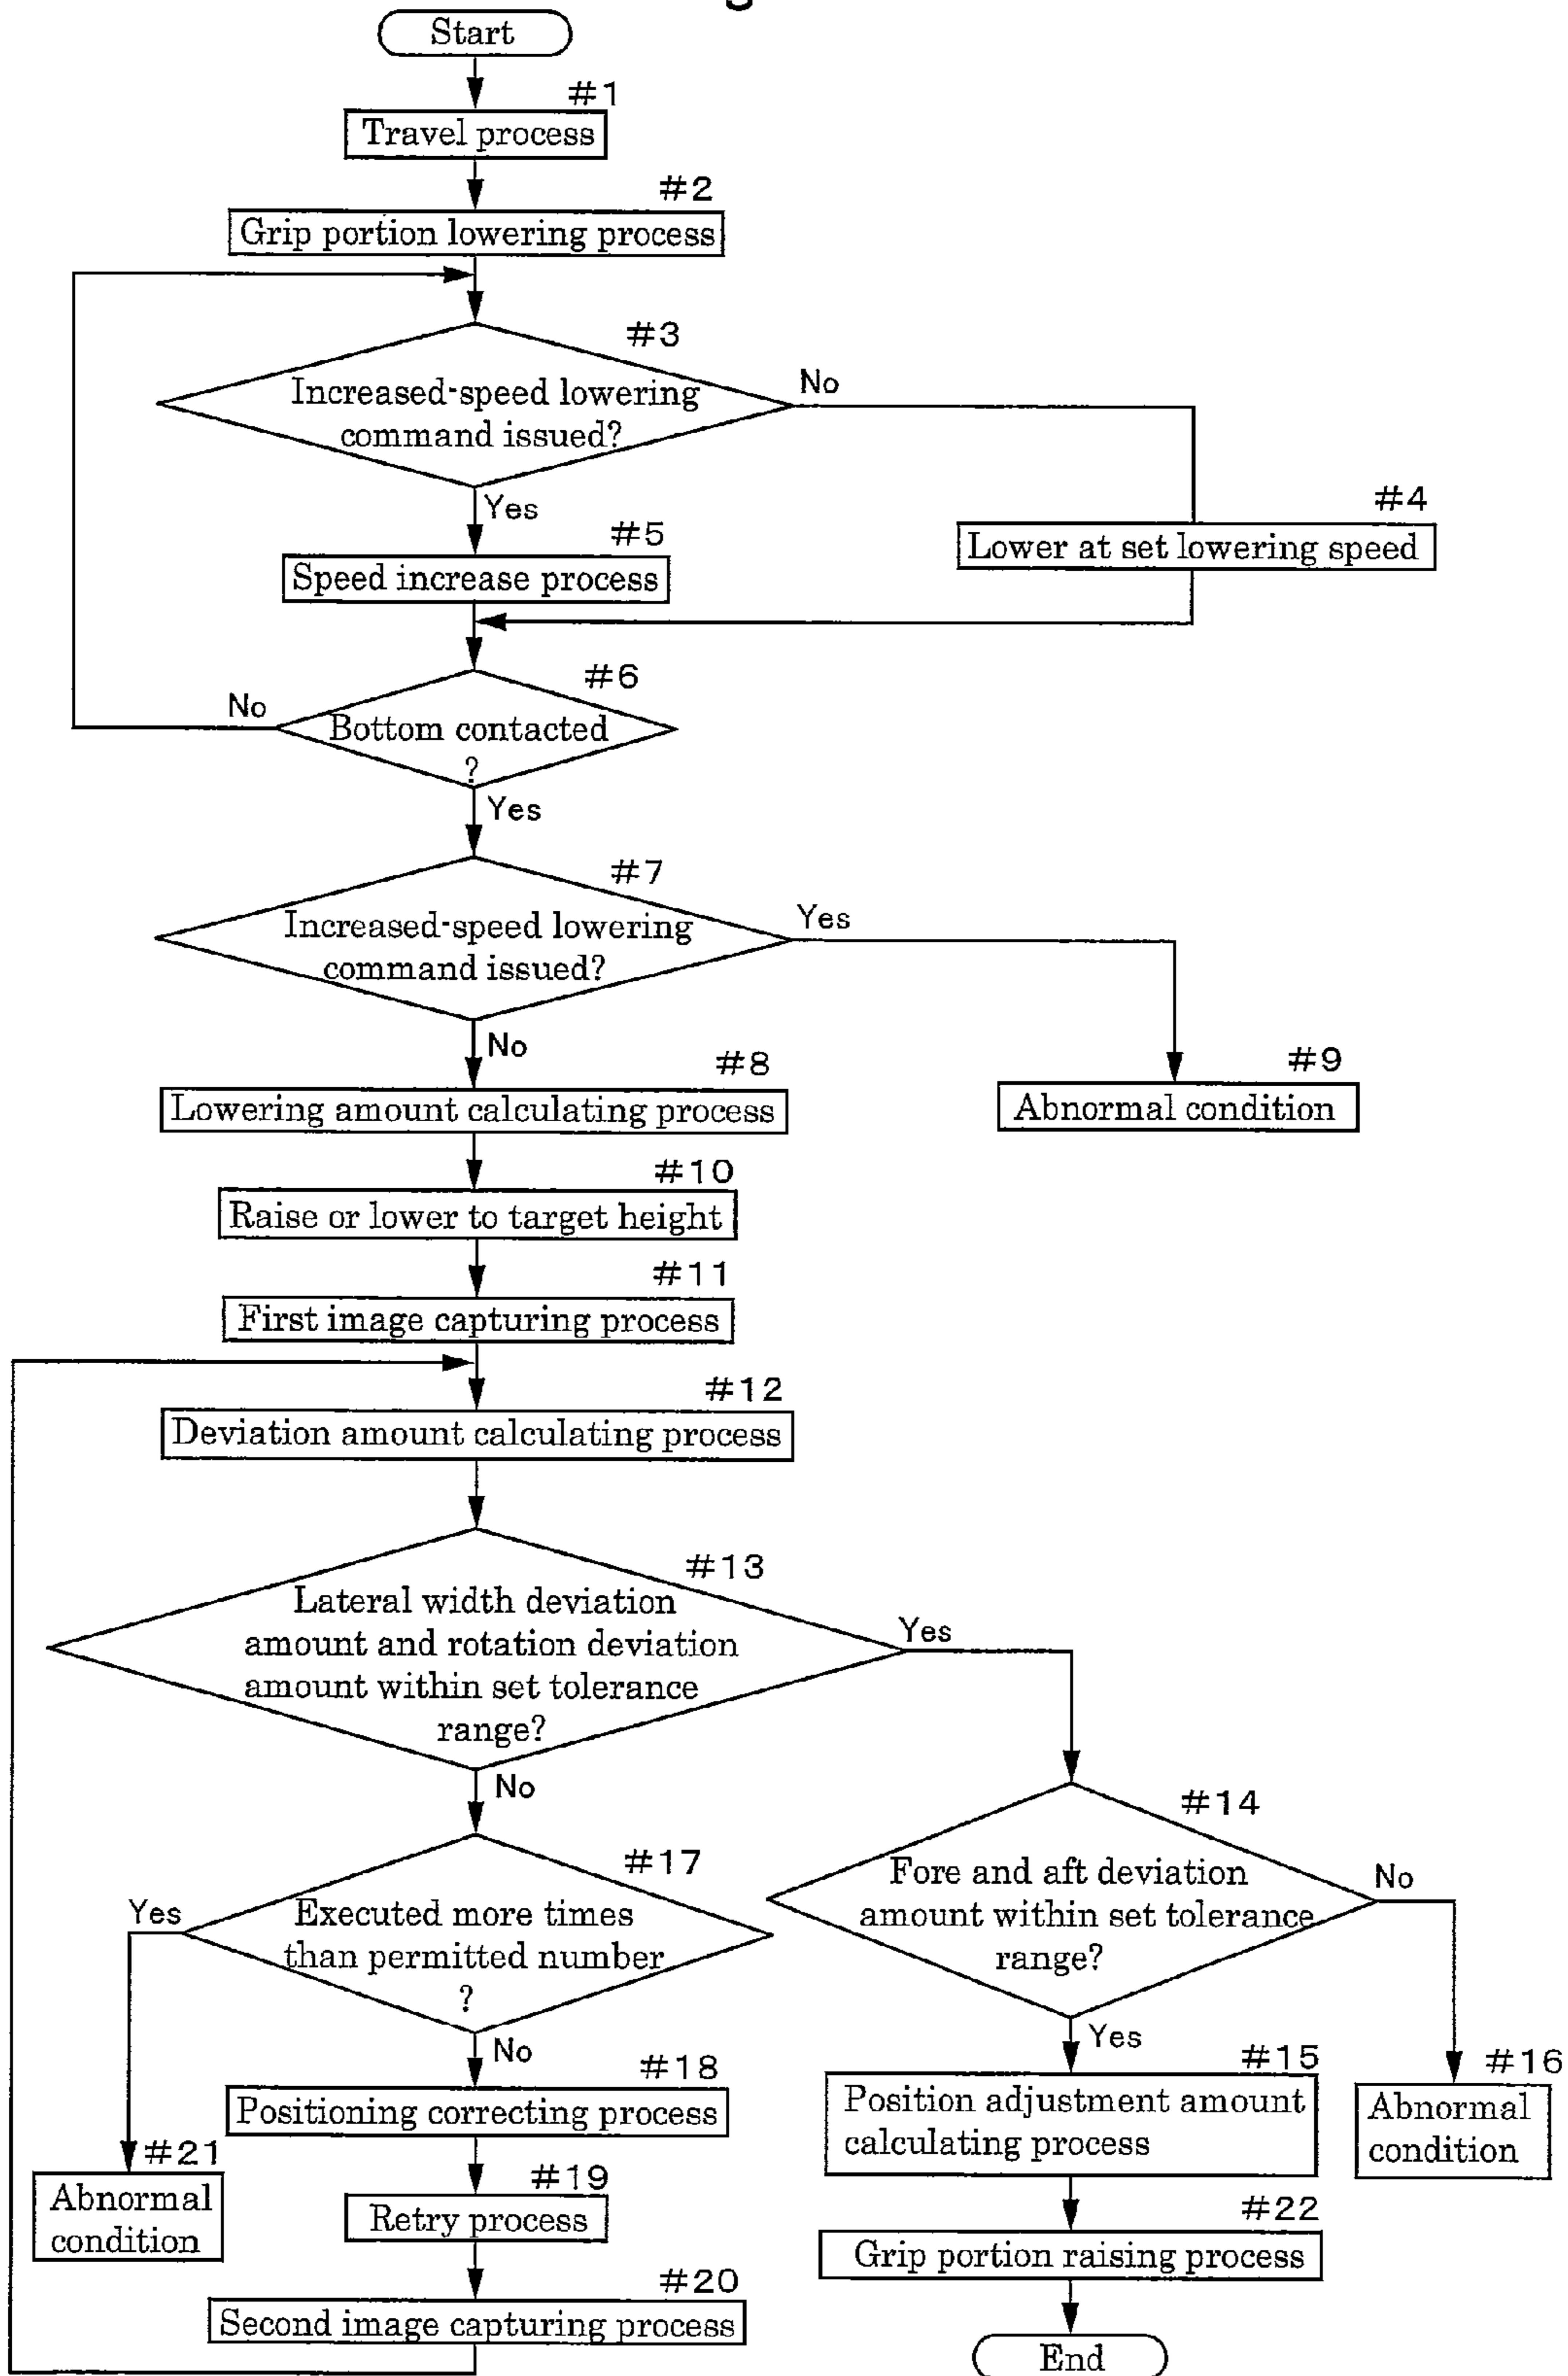 Start
#1
Travel process
#2
Grip portion lowering process
#3
Increased-speed lowering
command issued?
No
Yes
#4
Lower at set lowering speed
#5
Speed increase process
#6
No
Bottom contacted
?
Yes
#7
Increased-speed lowering
command issued?
Yes
No
#8
Lowering amount calculating process
#9
Abnormal condition
#10
Raise or lower to target height
#11
First image capturing process
#12
Deviation amount calculating process
#13
Lateral width deviation
amount and rotation deviation
amount within set tolerance
range?
Yes
No
#14
Fore and aft deviation
amount within set tolerance
range?
No
Yes
#17
Yes
Executed more times
than permitted number
?
No
#15
Position adjustment amount
calculating process
#16
Abnormal
condition
#18
Positioning correcting process
#21
Abnormal
condition
#19
Retry process
#22
Grip portion raising process
#20
Second image capturing process
End